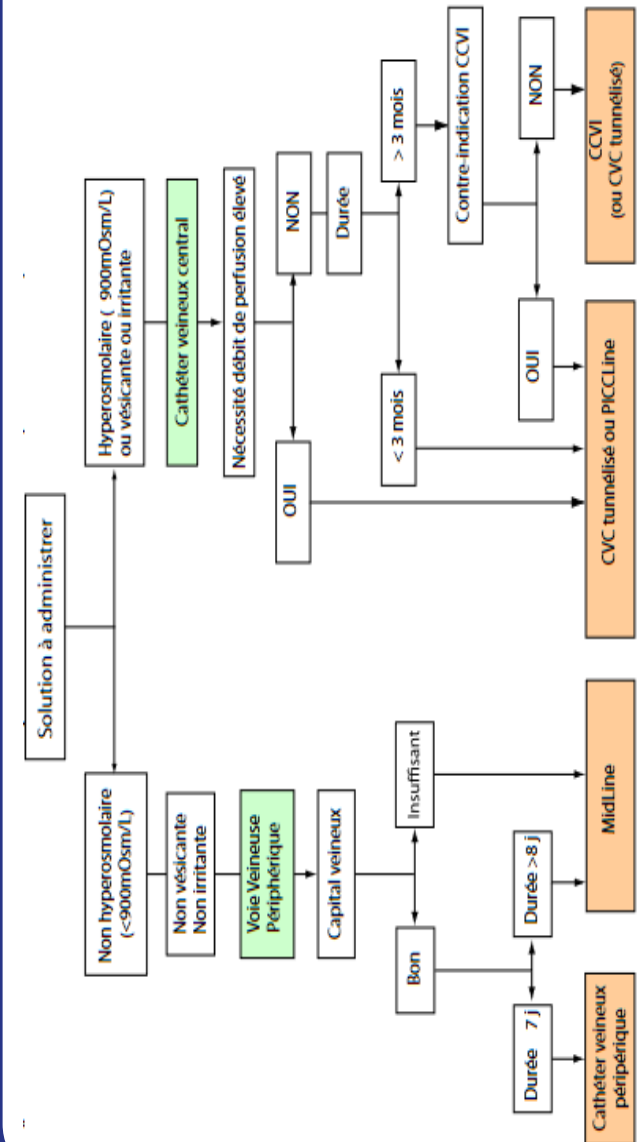 Solution à administrer
Non hyperosmolaire
(<900mOsm/L)
Non vésicante
Non irritante
Voie Veineuse
Périphérique
Capital veineux
Bon
Insuffisant
Durée 7 j
Durée >8 j
Cathéter veineux
péripérique
MidLine
Hyperosmolaire ( 900mOsm/L)
ou vésicante ou irritante
Cathéter veineux central
Nécessité débit de perfusion élevé
OUI
NON
Durée
< 3 mois
> 3 mois
Contre-indication CCVI
OUI
NON
CVC tunnélisé ou PICCLine
CCVI
(ou CVC tunnélisé)